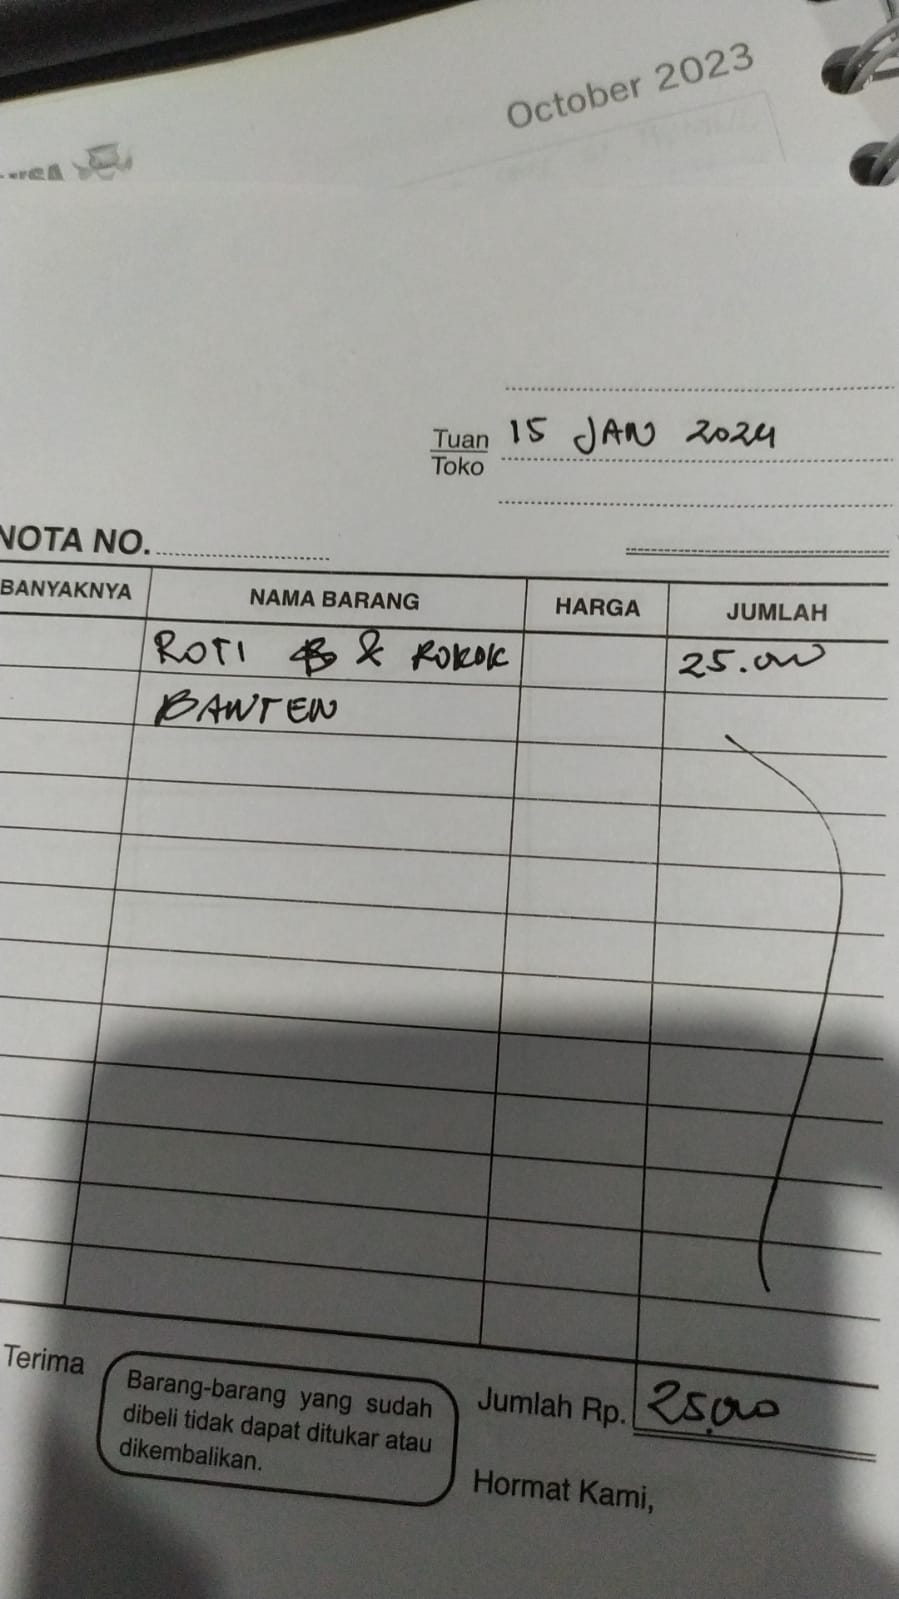 October 2023
Tuan 15 JAN 2024
Toko
NOTA NO.
BANYAKNYA NAMA BARANG HARGA JUMLAH
ROTI & ROKOK 25.000
BANTEN
Terima
Barang-barang yang sudah
dibeli tidak dapat ditukar atau
dikembalikan.
Jumlah Rp. 25.000
Hormat Kami,